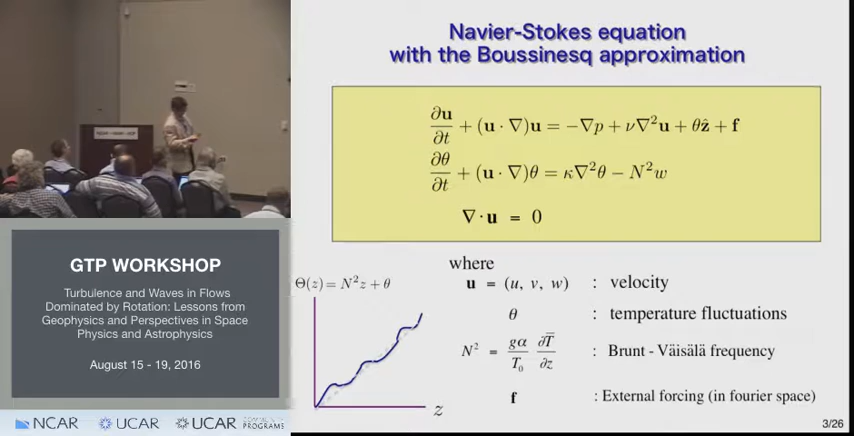 Navier-Stokes equation
with the Boussinesq approximation
∂u/∂t + (u · ∇)u = −∇p + ν∇²u + θẑ + f
∂θ/∂t + (u · ∇)θ = κ∇²θ − N²w
∇ · u = 0
where
Θ(z) = N²z + θ
z
u = (u, v, w) : velocity
θ : temperature fluctuations
N² = gα/T₀ ∂T̄/∂z : Brunt - Väisälä frequency
f : External forcing (in fourier space)
3/26
GTP WORKSHOP
Turbulence and Waves in Flows
Dominated by Rotation: Lessons from
Geophysics and Perspectives in Space
Physics and Astrophysics
August 15 - 19, 2016
NCAR UCAR UCAR COMMUNITY PROGRAMS